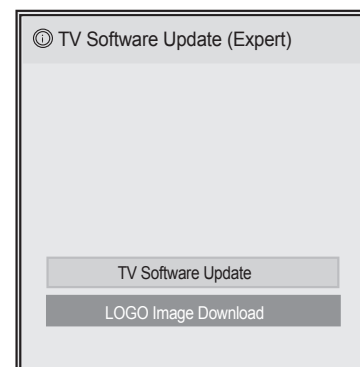 ⓘ TV Software Update (Expert)
TV Software Update
LOGO Image Download